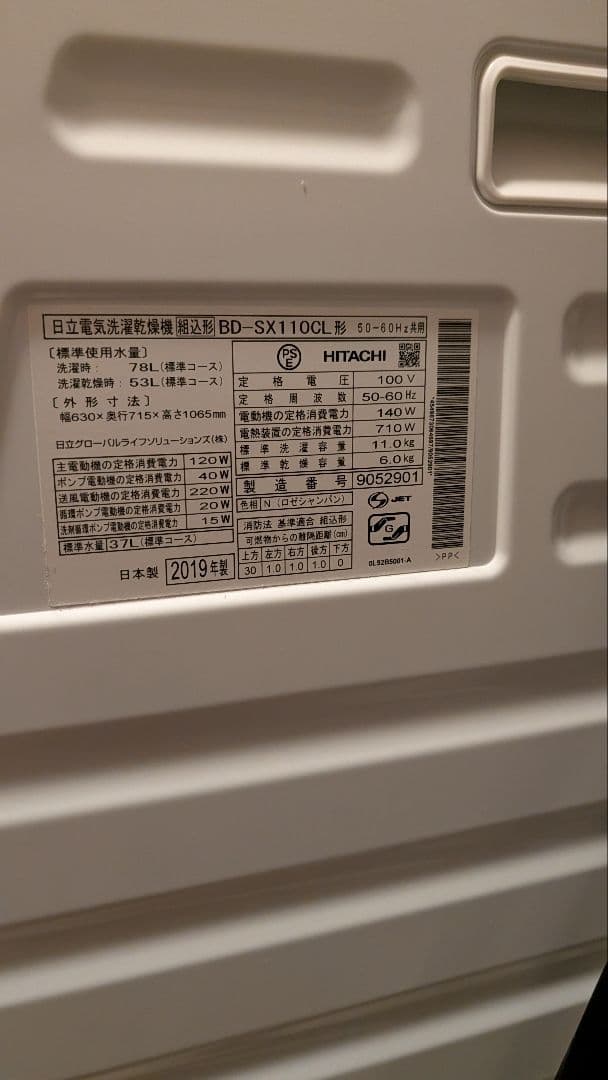 日立電気洗濯乾燥機 組込形 BD-SX110CL形 50-60Hz共用
〔標準使用水量〕
洗濯時： 78L(標準コース)
洗濯乾燥時：53L(標準コース)
〔外形寸法〕
幅630×奥行715×高さ1065mm
日立グローバルライフソリューションズ(株)
主電動機の定格消費電力 120W
ポンプ電動機の定格消費電力 40W
送風電動機の定格消費電力 220W
循環ポンプ電動機の定格消費電力 20W
洗剤循環ポンプ電動機の定格消費電力 15W
標準水量 37L(標準コース)
日本製 2019年製
PS
E
HITACHI
定格電圧 100V
定格周波数 50-60Hz
電動機の定格消費電力 140W
電熱装置の定格消費電力 710W
標準洗濯容量 11.0kg
標準乾燥容量 6.0kg
製造番号 9052901
色相 N (ロゼシャンパン)
消防法 基準適合 組込形
可燃物からの離隔距離(cm)
上方 左方 右方 後方 下方
30 1.0 1.0 1.0 0
S JET
G
0LS2B5001-A
>PP<